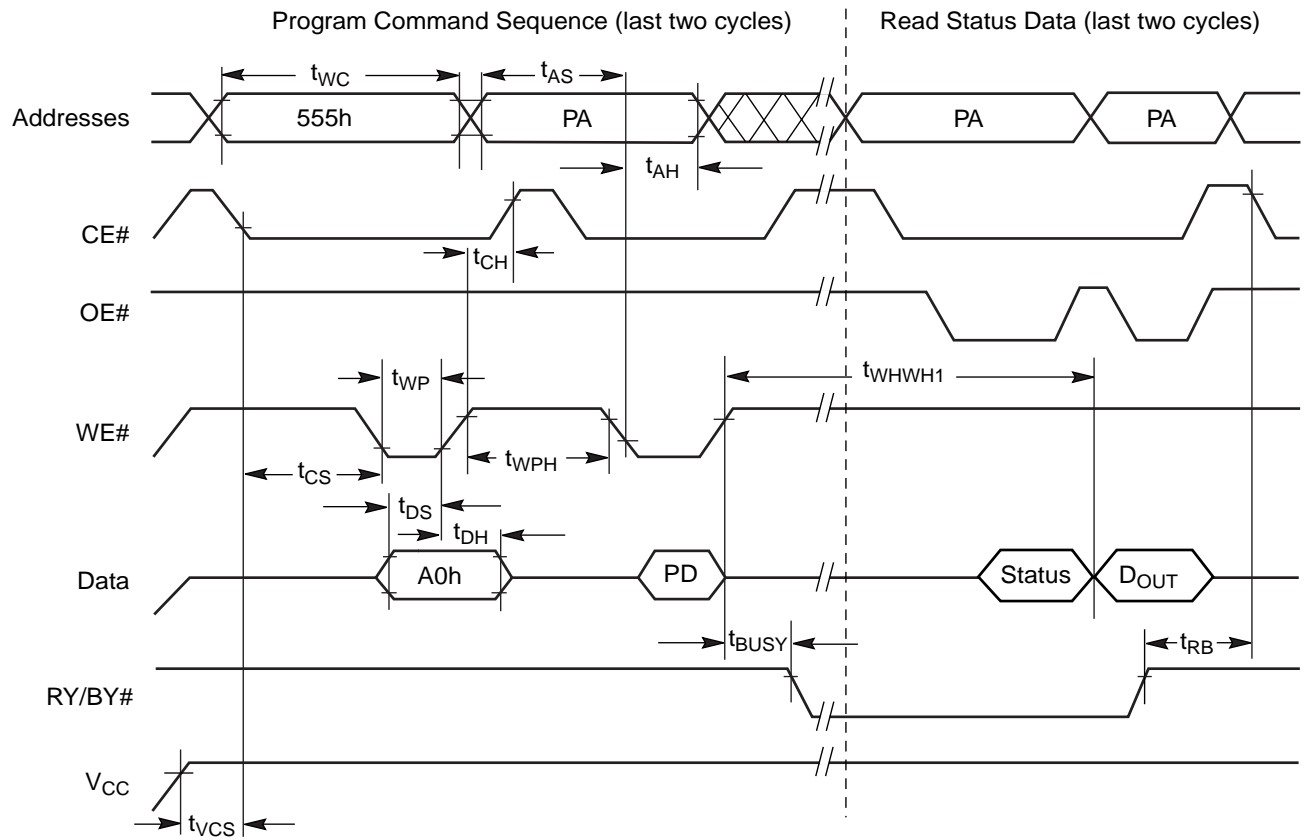 Program Command Sequence (last two cycles)
Read Status Data (last two cycles)
tWC
tAS
Addresses
555h
PA
PA
PA
tAH
CE#
tCH
OE#
tWP
tWHWH1
WE#
tCS
tWPH
tDS
tDH
Data
A0h
PD
Status
DOUT
tBUSY
tRB
RY/BY#
VCC
tVCS